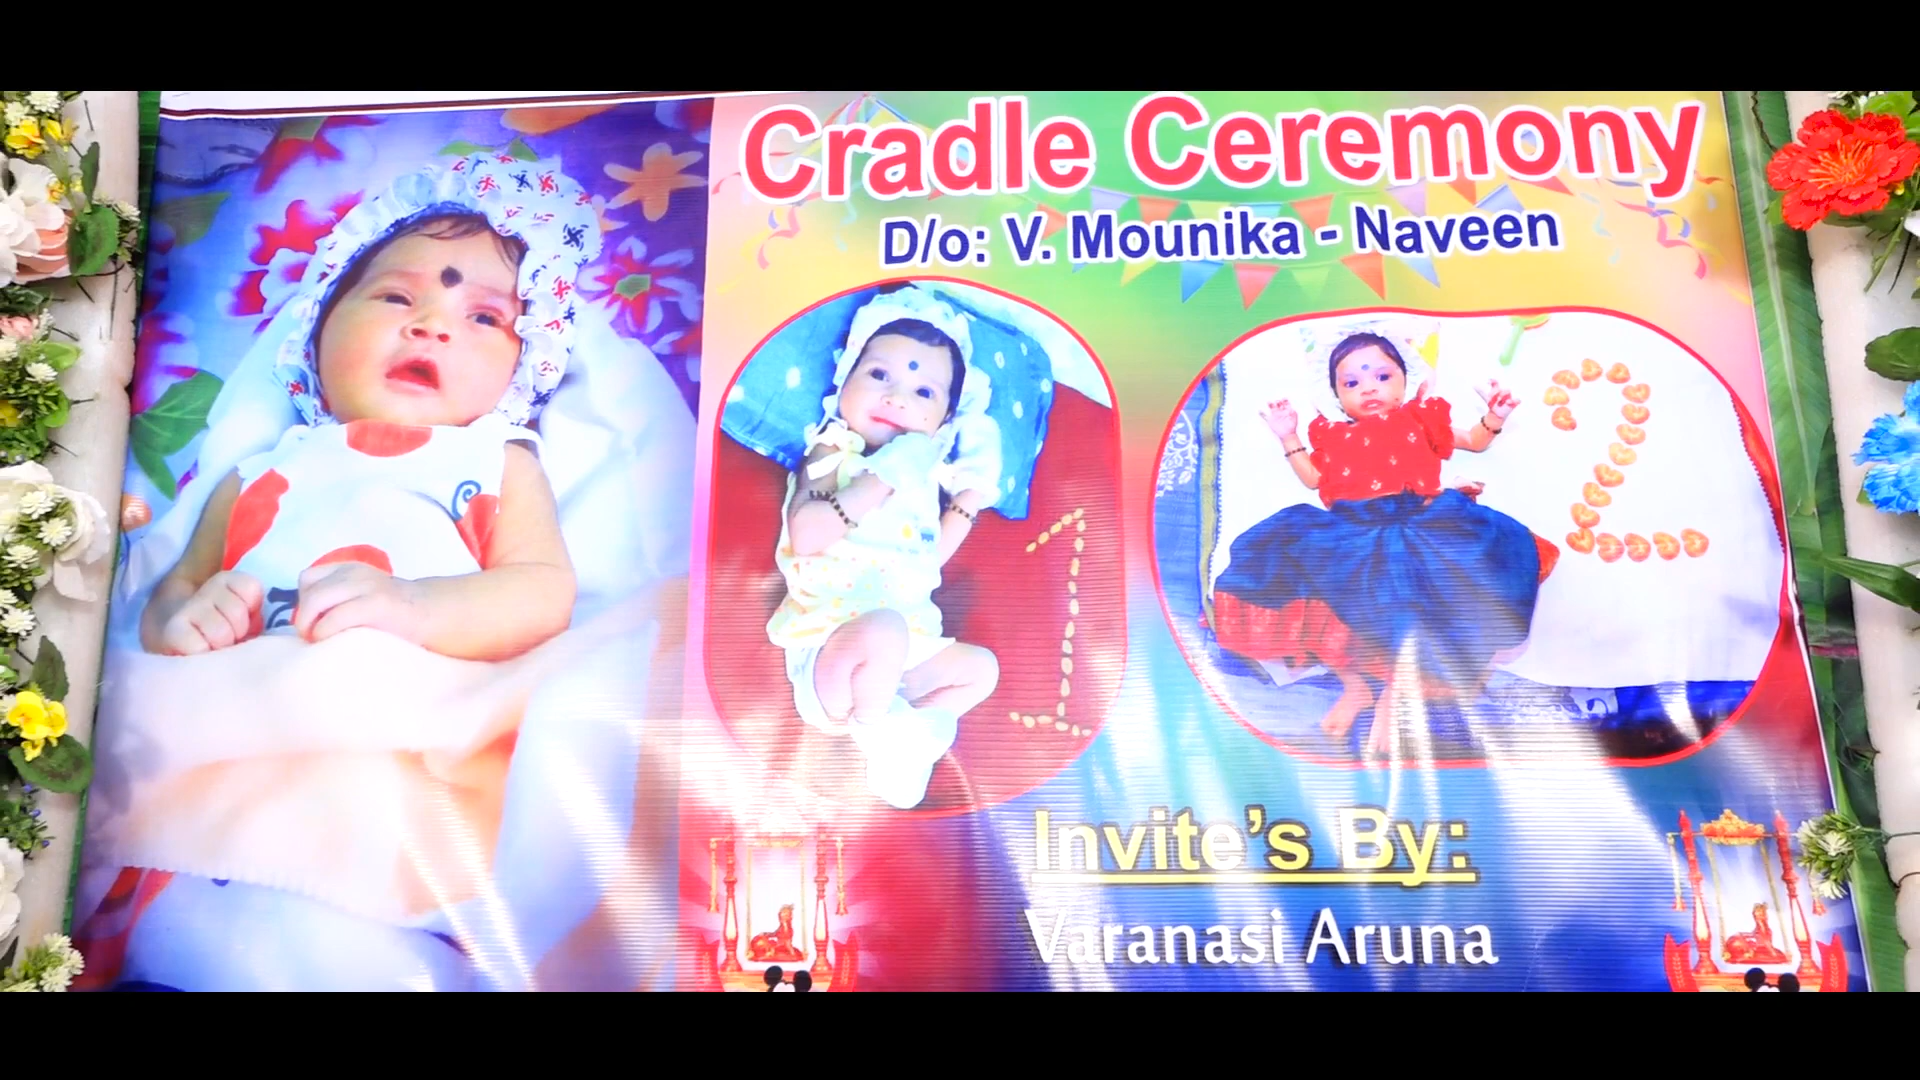 Cradle Ceremony
D/o: V. Mounika - Naveen
1
2
Invite's By:
Varanasi Aruna